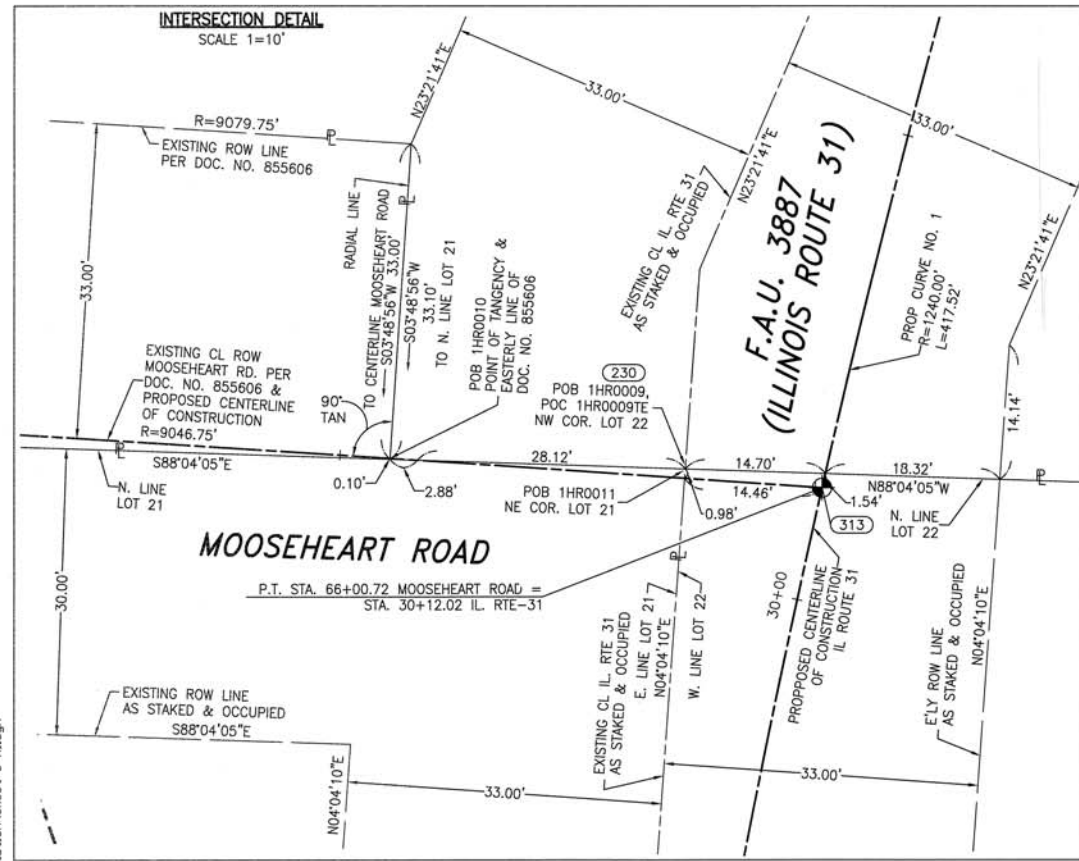 INTERSECTION DETAIL
SCALE 1=10'
R=9079.75'
EXISTING ROW LINE
PER DOC. NO. 855606
N23°21'41"E
33.00'
N23°21'41"E
33.00'
N23°21'41"E
33.00'
RADIAL LINE
TO CENTERLINE MOOSEHEART ROAD
S03°48'56"W 33.00'
S03°48'56"W
33.10'
TO N. LINE LOT 21
POB 1HR0010
POINT OF TANGENCY &
EASTERLY LINE OF
DOC. NO. 855606
EXISTING CL IL. RTE 31
AS STAKED & OCCUPIED
F.A.U. 3887
(ILLINOIS ROUTE 31)
PROP CURVE NO. 1
R=1240.00'
L=417.52'
EXISTING CL ROW
MOOSEHEART RD. PER
DOC. NO. 855606 &
PROPOSED CENTERLINE
OF CONSTRUCTION
R=9046.75'
90°
TAN
230
POB 1HR0009,
POC 1HR0009TE
NW COR. LOT 22
14.14'
S88°04'05"E
N. LINE
LOT 21
0.10'
2.88'
28.12'
14.70'
18.32'
POB 1HR0011
NE COR. LOT 21
14.46'
0.98'
1.54'
313
N88°04'05"W
N. LINE
LOT 22
MOOSEHEART ROAD
P.T. STA. 66+00.72 MOOSEHEART ROAD =
STA. 30+12.02 IL. RTE-31
30.00'
EXISTING CL IL. RTE 31
AS STAKED & OCCUPIED
E. LINE LOT 21
N04°04'10"E
W. LINE LOT 22
30+00
PROPPOSED CENTERLINE
OF CONSTRUCTION
IL ROUTE 31
E'LY ROW LINE
AS STAKED & OCCUPIED
N04°04'10"E
EXISTING ROW LINE
AS STAKED & OCCUPIED
S88°04'05"E
N04°04'10"E
33.00'
33.00'